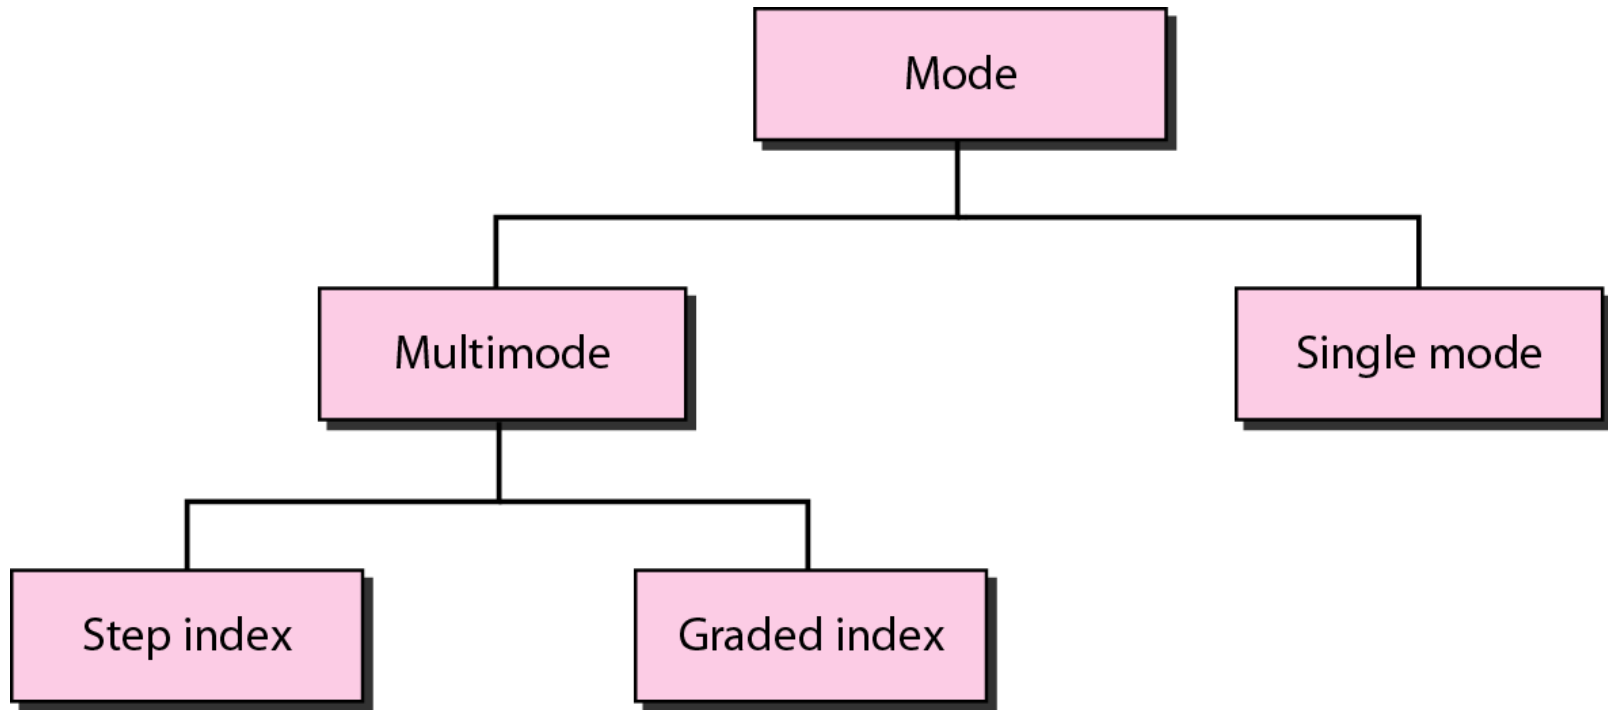 Mode
Multimode
Single mode
Step index
Graded index